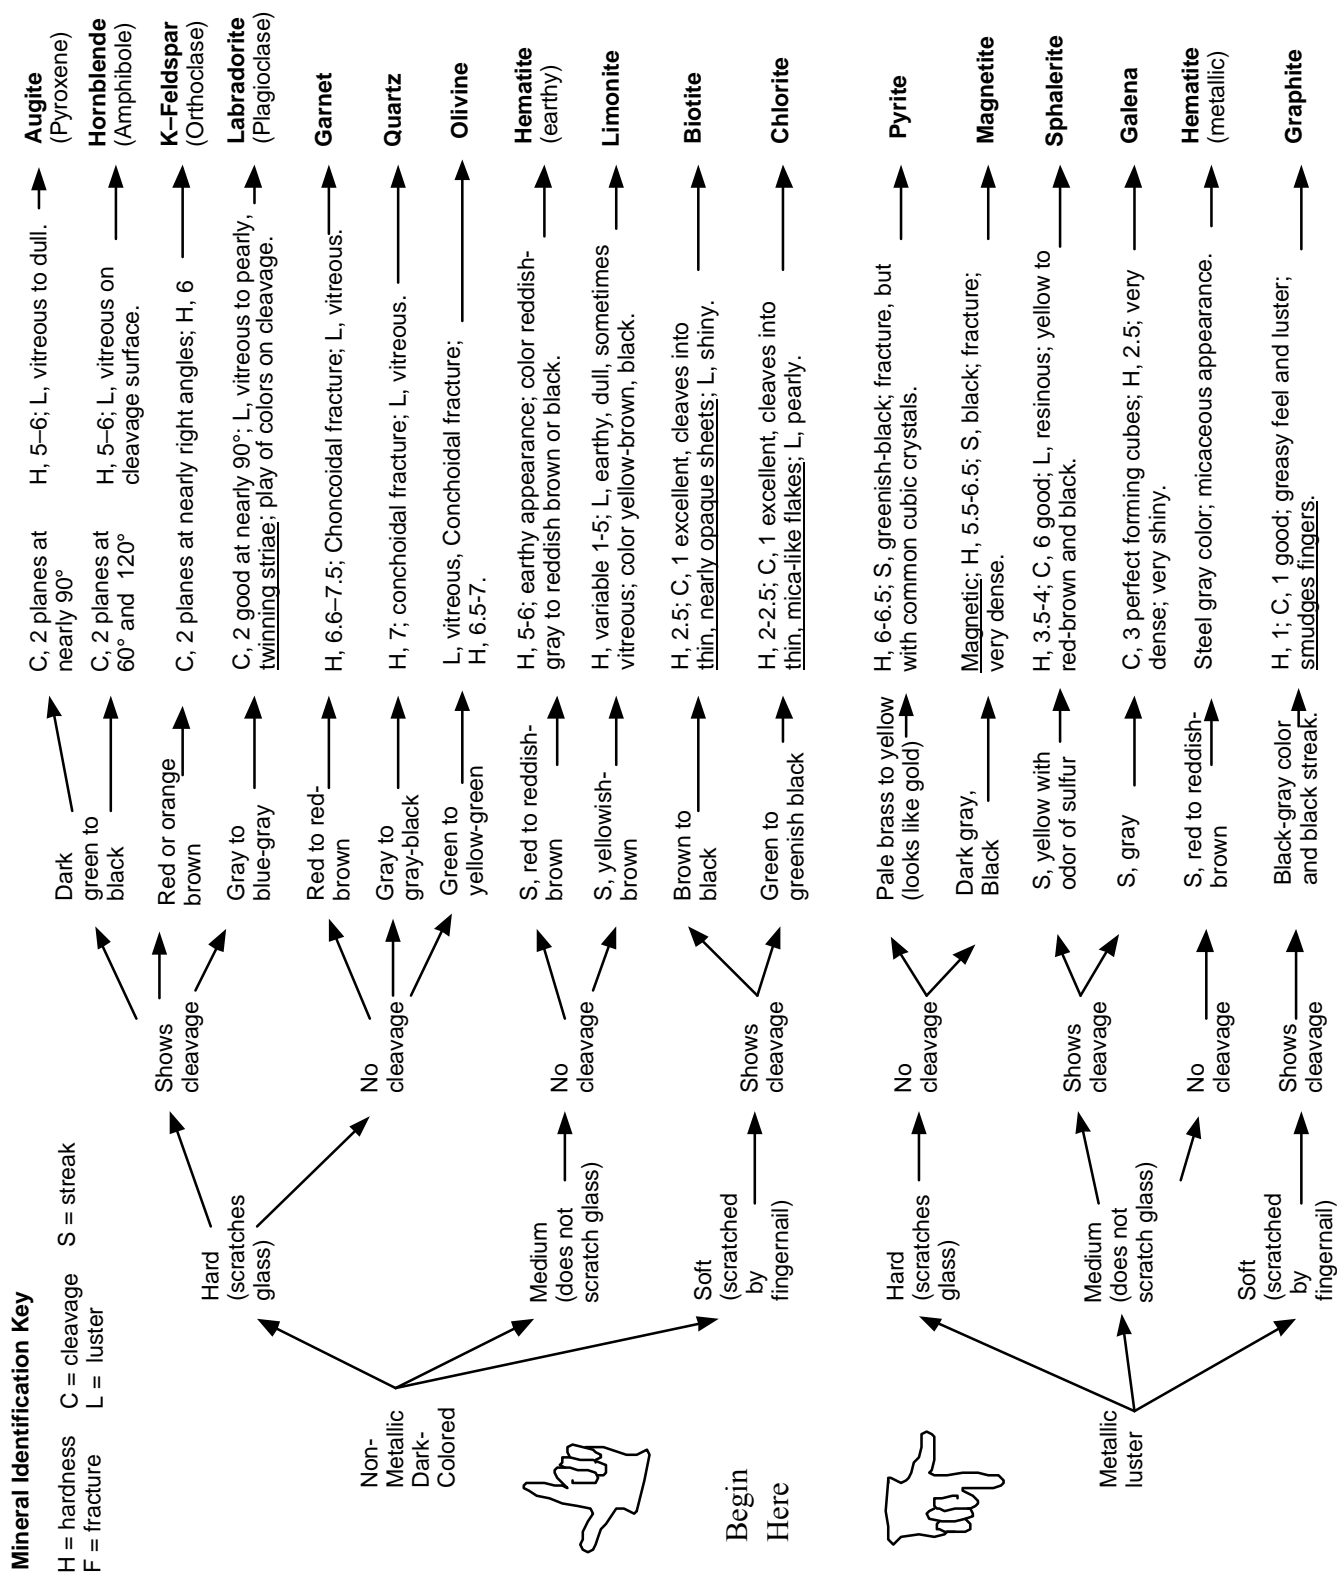 Mineral Identification Key
H = hardness C = cleavage S = streak
F = fracture L = luster
Begin
Here
Non-
Metallic
Dark-
Colored
Hard
(scratches
glass)
Shows
cleavage
Dark
green to
black
C, 2 planes at
nearly 90°
H, 5–6; L, vitreous to dull.
Augite
(Pyroxene)
C, 2 planes at
60° and 120°
H, 5–6; L, vitreous on
cleavage surface.
Hornblende
(Amphibole)
Red or orange
brown
C, 2 planes at nearly right angles; H, 6
K–Feldspar
(Orthoclase)
Gray to
blue-gray
C, 2 good at nearly 90°; L, vitreous to pearly,
twinning striae; play of colors on cleavage.
Labradorite
(Plagioclase)
No
cleavage
Red to red-
brown
H, 6.6–7.5; Choncoidal fracture; L, vitreous.
Garnet
Gray to
gray-black
H, 7; conchoidal fracture; L, vitreous.
Quartz
Green to
yellow-green
L, vitreous, Conchoidal fracture;
H, 6.5-7.
Olivine
Medium
(does not
scratch glass)
No
cleavage
S, red to reddish-
brown
H, 5-6; earthy appearance; color reddish-
gray to reddish brown or black.
Hematite
(earthy)
S, yellowish-
brown
H, variable 1-5; L, earthy, dull, sometimes
vitreous; color yellow-brown, black.
Limonite
Soft
(scratched
by
fingernail)
Shows
cleavage
Brown to
black
H, 2.5; C, 1 excellent, cleaves into
thin, nearly opaque sheets; L, shiny.
Biotite
Green to
greenish black
H, 2-2.5; C, 1 excellent, cleaves into
thin, mica-like flakes; L, pearly.
Chlorite
Metallic
luster
Hard
(scratches
glass)
No
cleavage
Pale brass to yellow
(looks like gold)
H, 6-6.5; S, greenish-black; fracture, but
with common cubic crystals.
Pyrite
Dark gray,
Black
Magnetic; H, 5.5-6.5; S, black; fracture;
very dense.
Magnetite
Medium
(does not
scratch glass)
Shows
cleavage
S, yellow with
odor of sulfur
H, 3.5-4; C, 6 good; L, resinous; yellow to
red-brown and black.
Sphalerite
S, gray
C, 3 perfect forming cubes; H, 2.5; very
dense; very shiny.
Galena
No
cleavage
S, red to reddish-
brown
Steel gray color; micaceous appearance.
Hematite
(metallic)
Soft
(scratched
by
fingernail)
Shows
cleavage
Black-gray color
and black streak.
H, 1; C, 1 good; greasy feel and luster;
smudges fingers.
Graphite